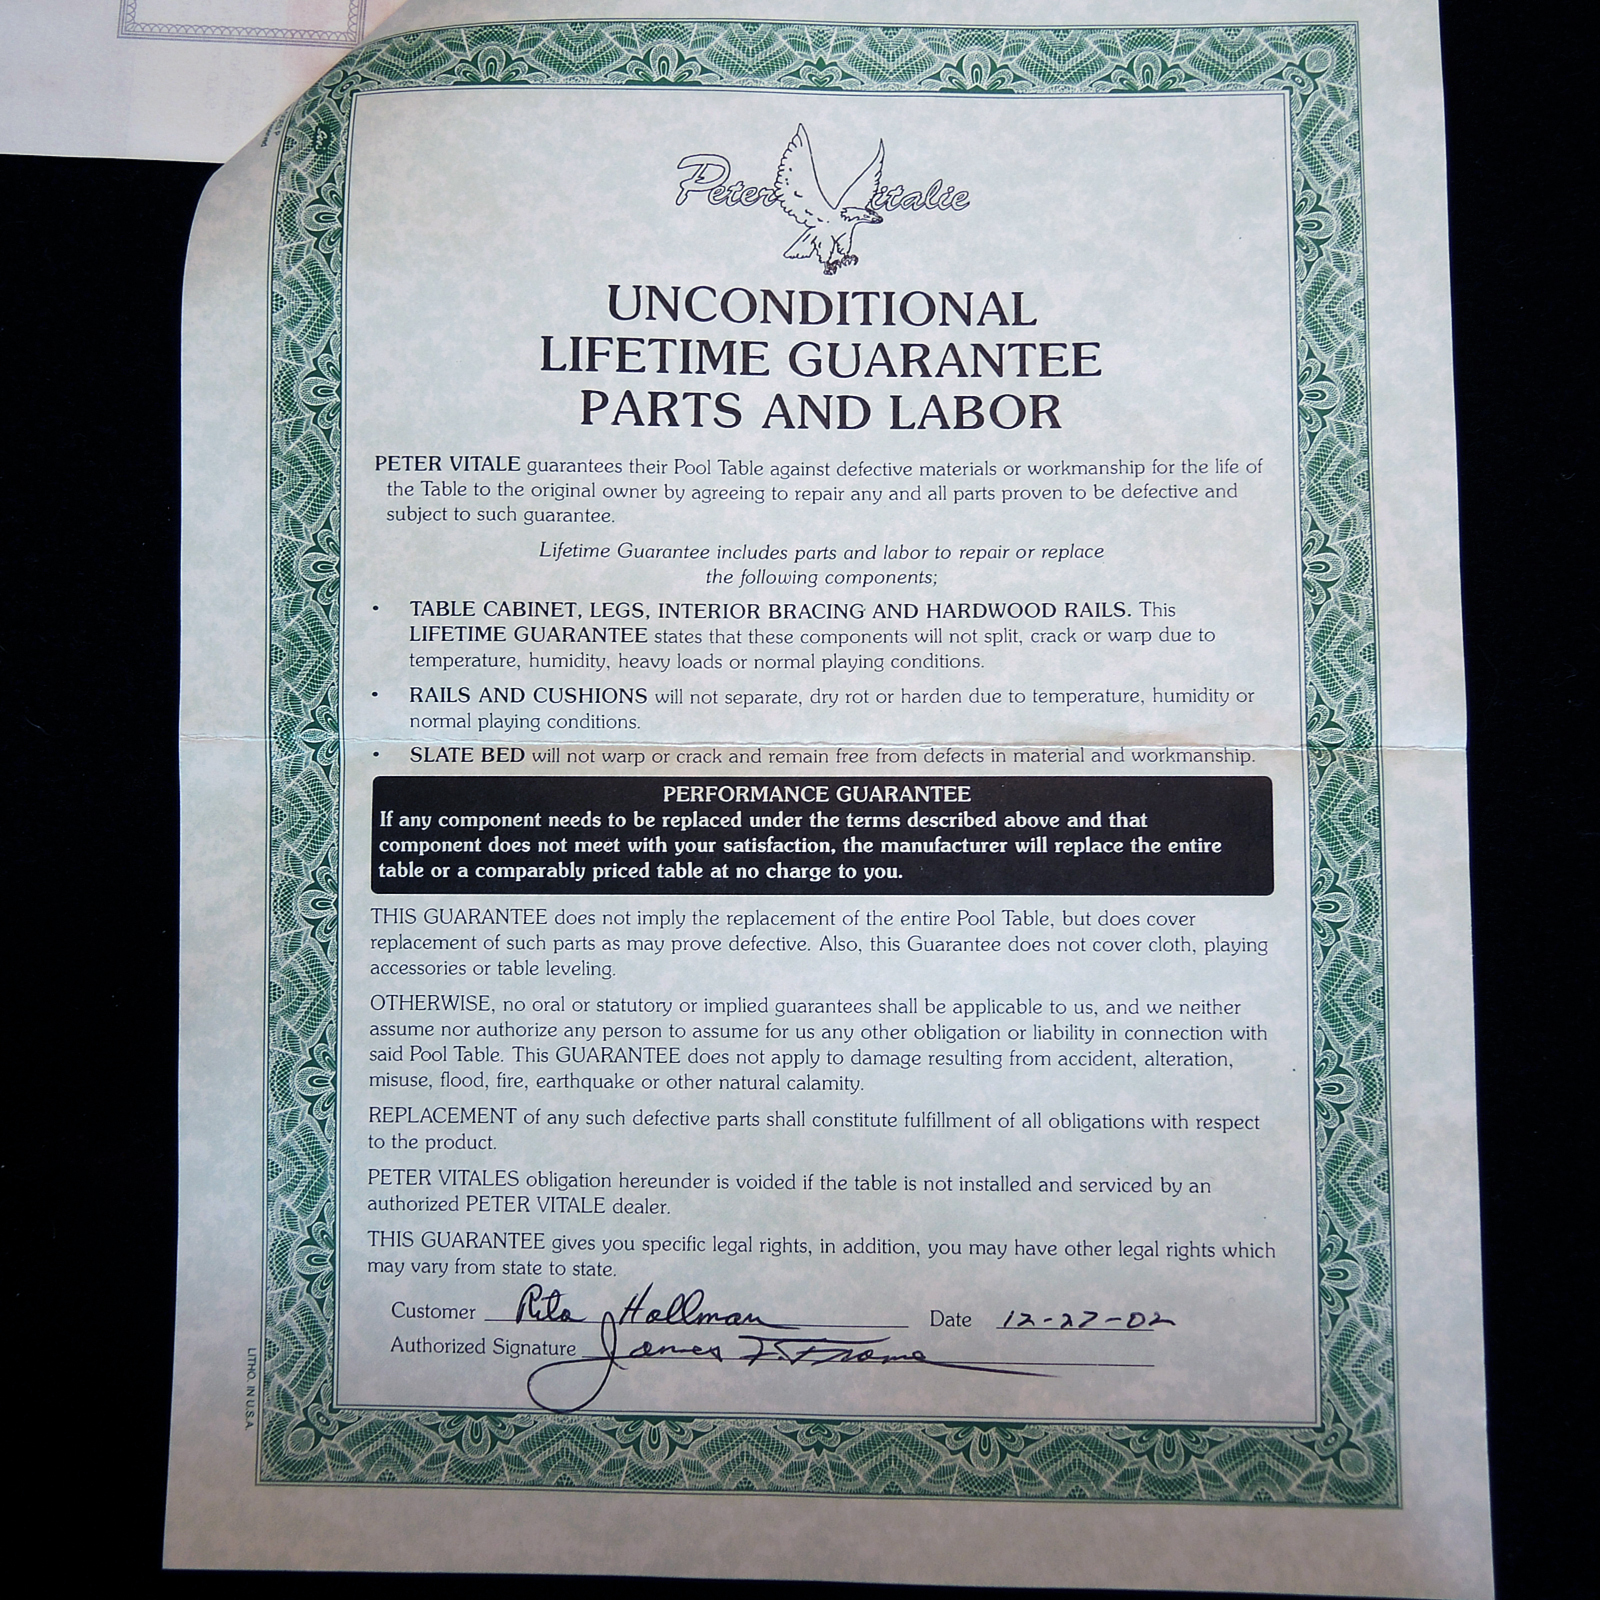 Peter Vitalie
UNCONDITIONAL
LIFETIME GUARANTEE
PARTS AND LABOR
PETER VITALE guarantees their Pool Table against defective materials or workmanship for the life of
the Table to the original owner by agreeing to repair any and all parts proven to be defective and
subject to such guarantee.
Lifetime Guarantee includes parts and labor to repair or replace
the following components;
• TABLE CABINET, LEGS, INTERIOR BRACING AND HARDWOOD RAILS. This
LIFETIME GUARANTEE states that these components will not split, crack or warp due to
temperature, humidity, heavy loads or normal playing conditions.
• RAILS AND CUSHIONS will not separate, dry rot or harden due to temperature, humidity or
normal playing conditions.
• SLATE BED will not warp or crack and remain free from defects in material and workmanship.
PERFORMANCE GUARANTEE
If any component needs to be replaced under the terms described above and that
component does not meet with your satisfaction, the manufacturer will replace the entire
table or a comparably priced table at no charge to you.
THIS GUARANTEE does not imply the replacement of the entire Pool Table, but does cover
replacement of such parts as may prove defective. Also, this Guarantee does not cover cloth, playing
accessories or table leveling.
OTHERWISE, no oral or statutory or implied guarantees shall be applicable to us, and we neither
assume nor authorize any person to assume for us any other obligation or liability in connection with
said Pool Table. This GUARANTEE does not apply to damage resulting from accident, alteration,
misuse, flood, fire, earthquake or other natural calamity.
REPLACEMENT of any such defective parts shall constitute fulfillment of all obligations with respect
to the product.
PETER VITALES obligation hereunder is voided if the table is not installed and serviced by an
authorized PETER VITALE dealer.
THIS GUARANTEE gives you specific legal rights, in addition, you may have other legal rights which
may vary from state to state.
Customer Rita Hollman Date 12-27-02
Authorized Signature James F.
LITHO. IN U.S.A.